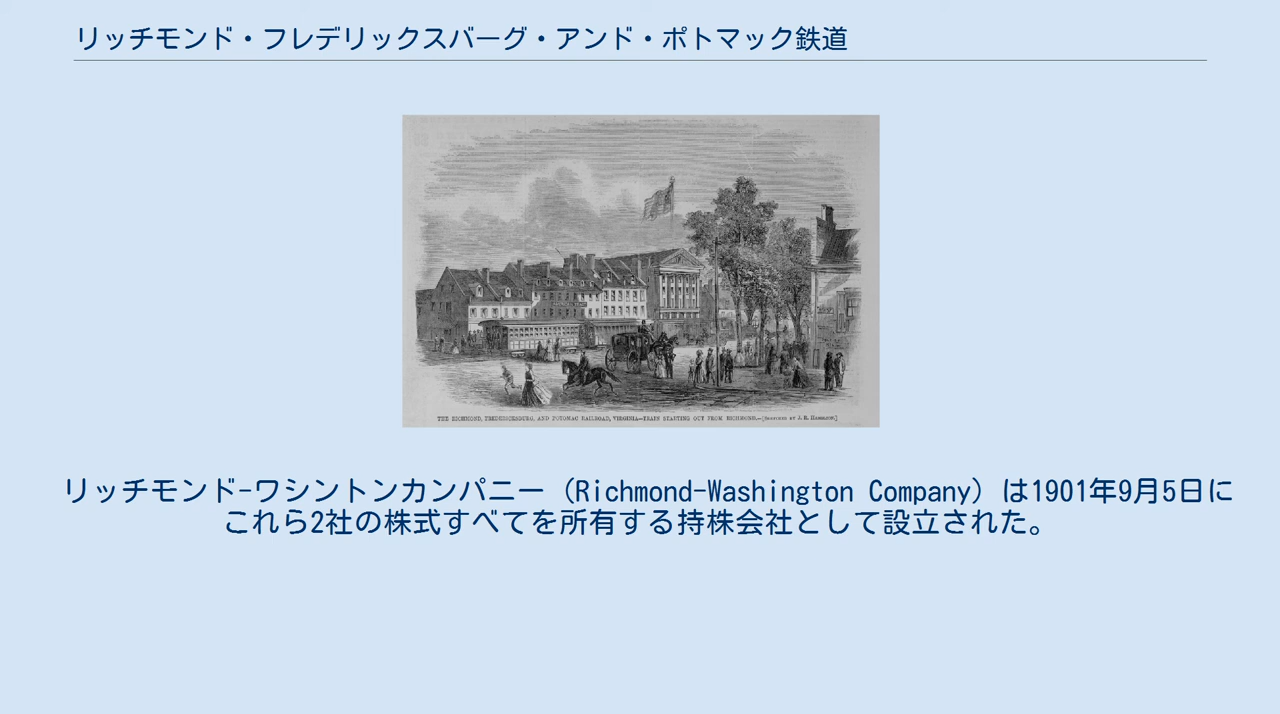 リッチモンド・フレデリックスバーグ・アンド・ポトマック鉄道
THE RICHMOND, FREDERICKSBURG, AND POTOMAC RAILROAD, VIRGINIA—TRAPS STARTING OUT FROM RICHMOND.—[SKETCHED BY J. R. HAMILTON.]
リッチモンド-ワシントンカンパニー（Richmond-Washington Company）は1901年9月5日に
これら2社の株式すべてを所有する持株会社として設立された。